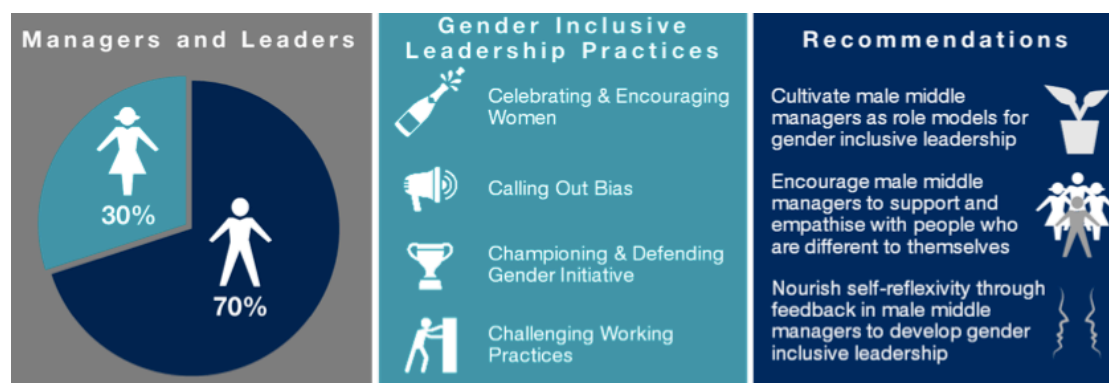 Managers and Leaders
30%
70%
Gender Inclusive
Leadership Practices
Celebrating & Encouraging
Women
Calling Out Bias
Championing & Defending
Gender Initiative
Challenging Working
Practices
Recommendations
Cultivate male middle
managers as role models for
gender inclusive leadership
Encourage male middle
managers to support and
empathise with people who
are different to themselves
Nourish self-reflexivity through
feedback in male middle
managers to develop gender
inclusive leadership